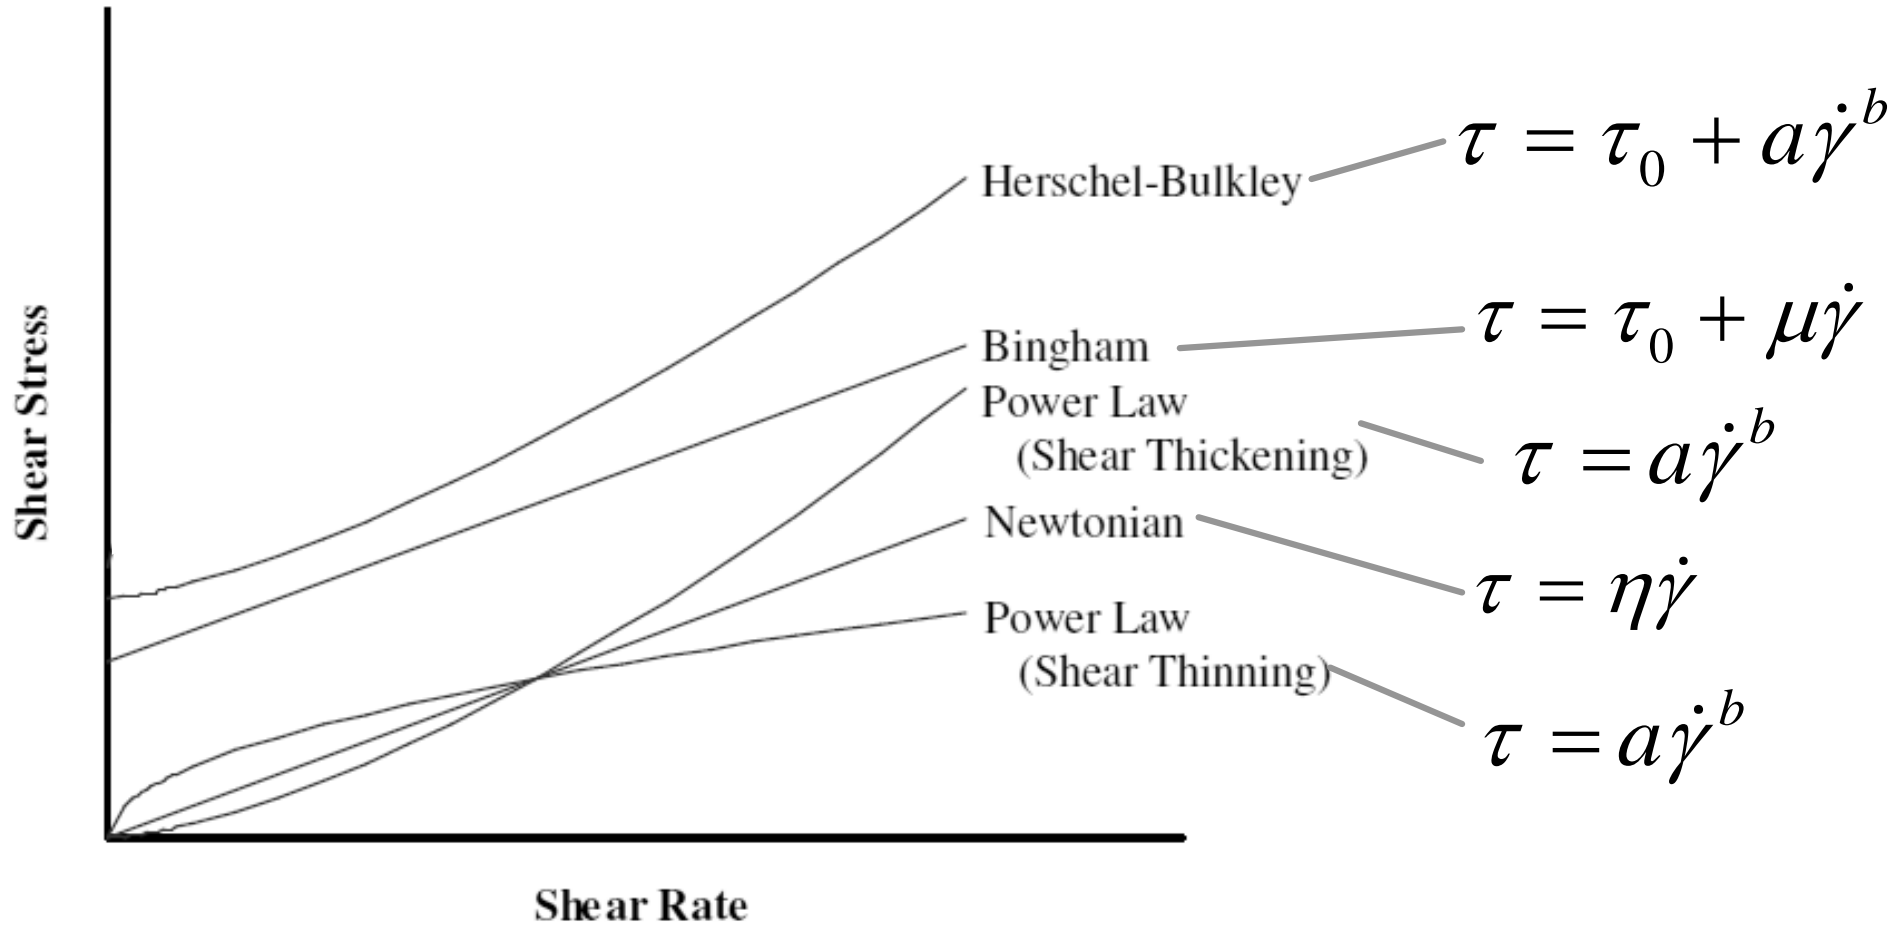 Shear Stress
Herschel-Bulkley
τ = τ₀ + aγ̇ᵇ
Bingham
τ = τ₀ + μγ̇
Power Law
(Shear Thickening)
τ = aγ̇ᵇ
Newtonian
τ = ηγ̇
Power Law
(Shear Thinning)
τ = aγ̇ᵇ
Shear Rate